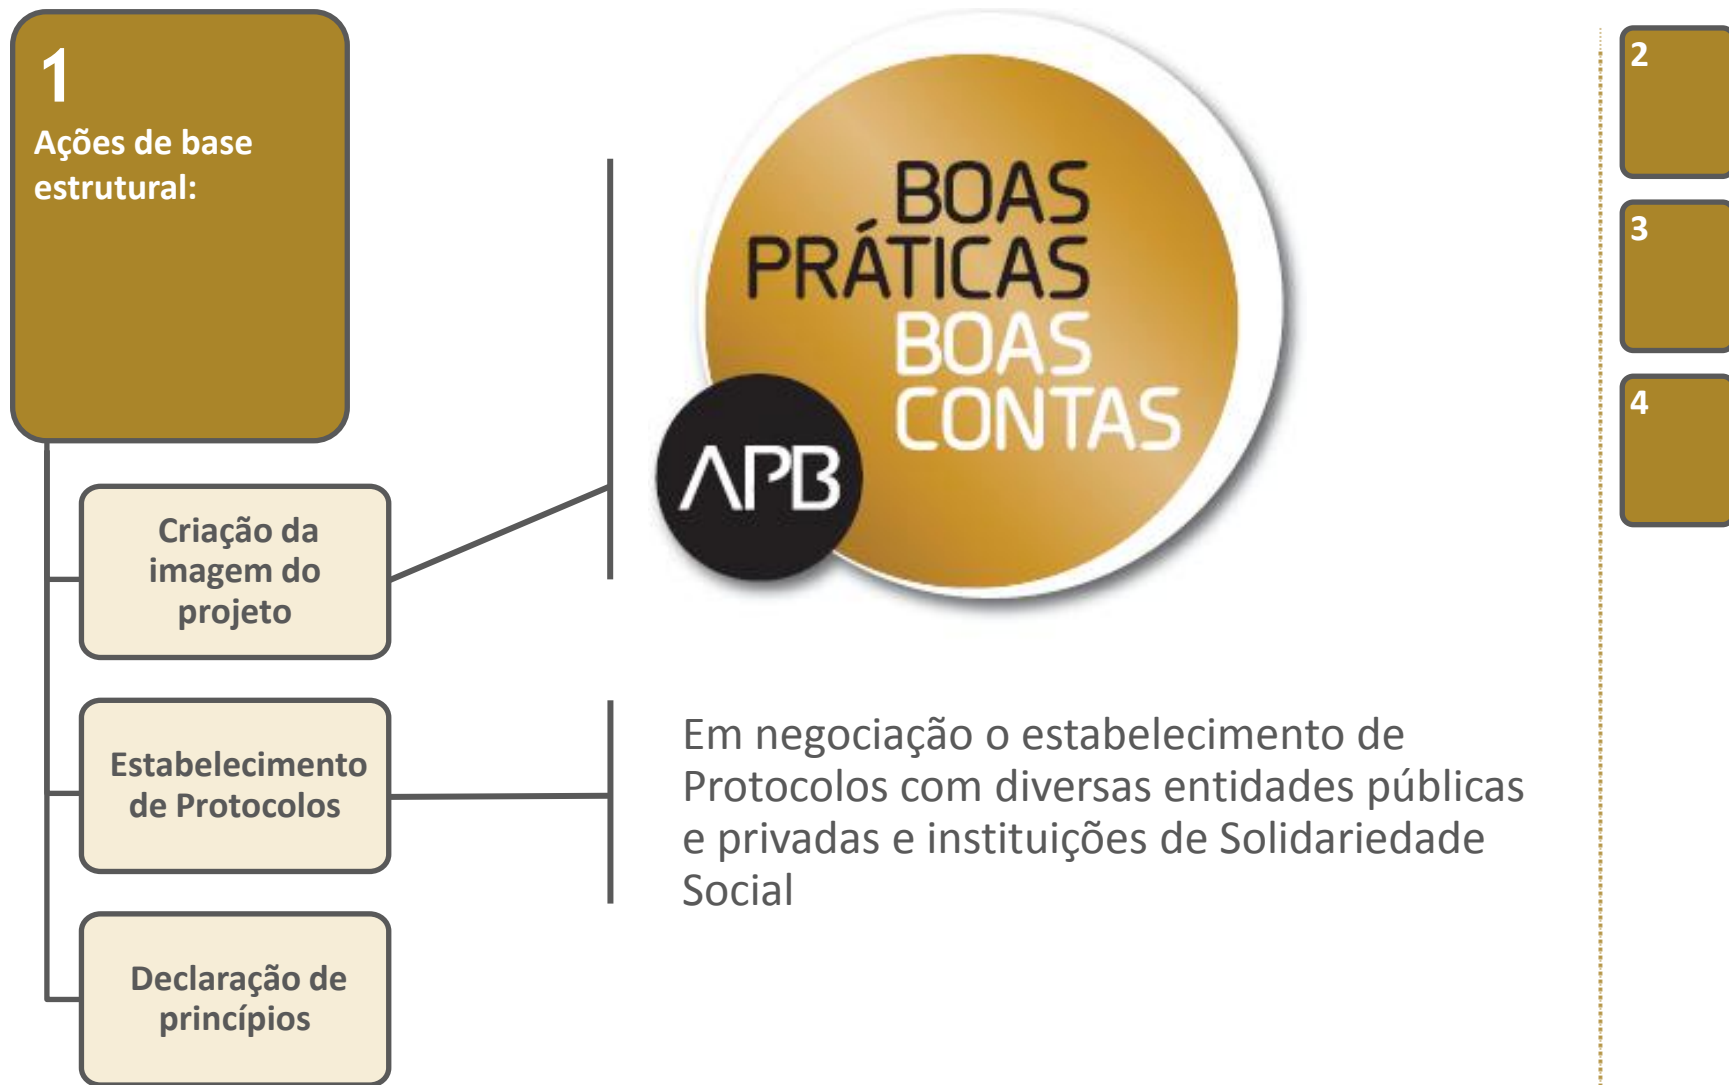 1
Ações de base
estrutural:
Criação da
imagem do
projeto
Estabelecimento
de Protocolos
Declaração de
princípios
BOAS
PRÁTICAS
BOAS
CONTAS
APB
Em negociação o estabelecimento de
Protocolos com diversas entidades públicas
e privadas e instituições de Solidariedade
Social
2
3
4